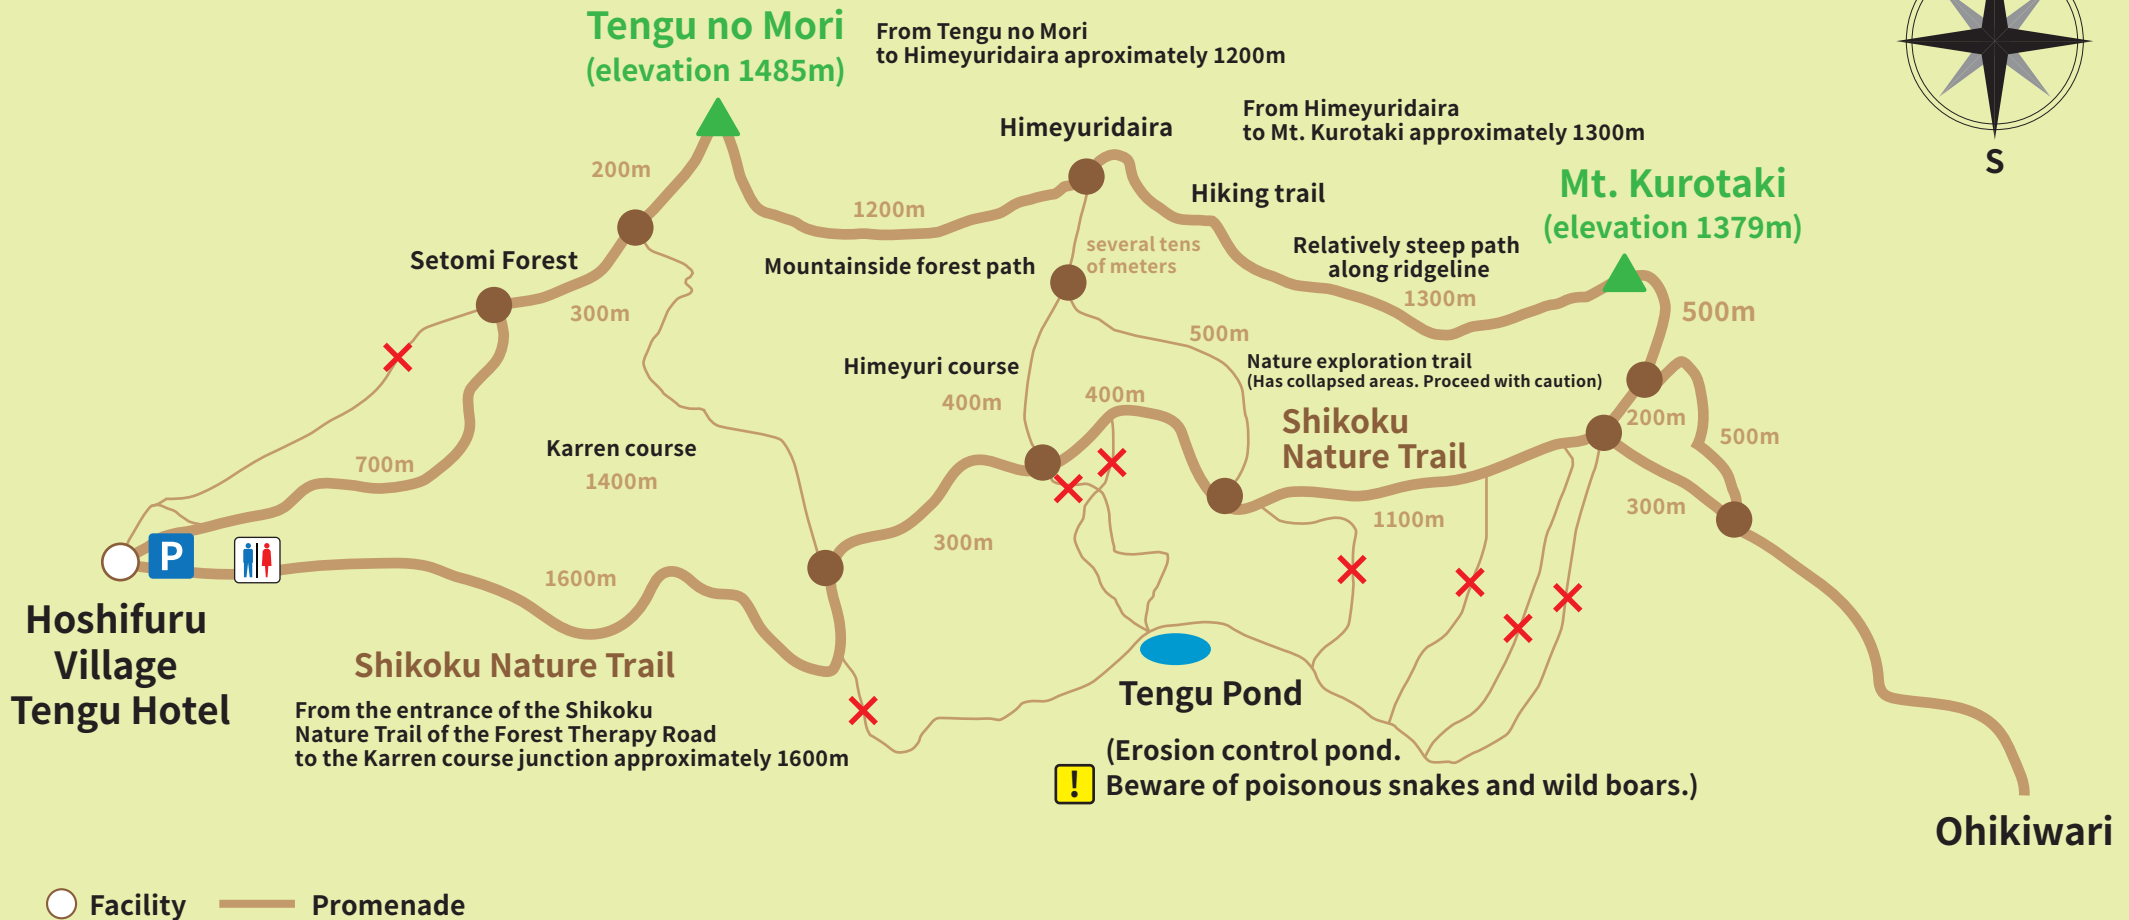 Tengu no Mori
(elevation 1485m)
From Tengu no Mori
to Himeyuridaira aproximately 1200m
Himeyuridaira
From Himeyuridaira
to Mt. Kurotaki approximately 1300m
S
200m
1200m
Hiking trail
Mt. Kurotaki
(elevation 1379m)
Setomi Forest
300m
Mountainside forest path
several tens
of meters
Relatively steep path
along ridgeline
1300m
500m
500m
Himeyuri course
400m
400m
Nature exploration trail
(Has collapsed areas. Proceed with caution)
Shikoku
Nature Trail
200m
500m
700m
Karren course
1400m
300m
1100m
300m
P
1600m
Hoshifuru
Village
Tengu Hotel
Shikoku Nature Trail
From the entrance of the Shikoku
Nature Trail of the Forest Therapy Road
to the Karren course junction approximately 1600m
Tengu Pond
(Erosion control pond.
! Beware of poisonous snakes and wild boars.)
Ohikiwari
Facility
Promenade